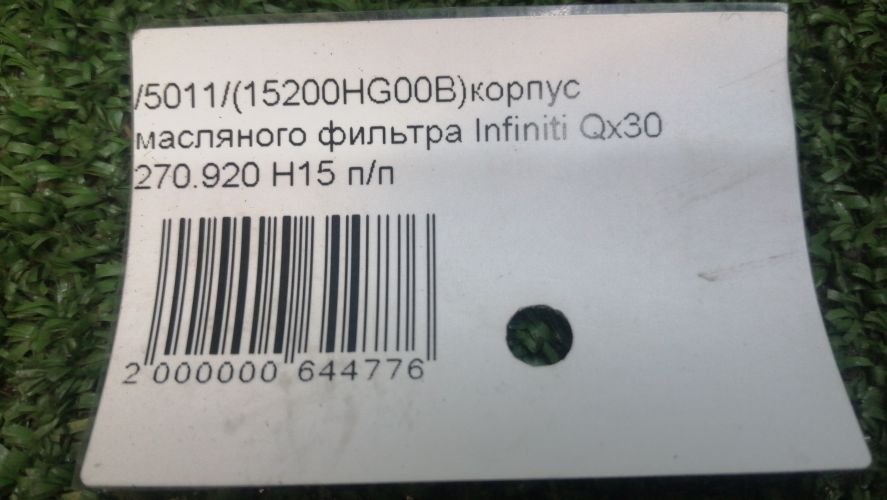 /5011/(15200HG00B)корпус
масляного фильтра Infiniti Qx30
270.920 H15 п/п
2 000000 644776